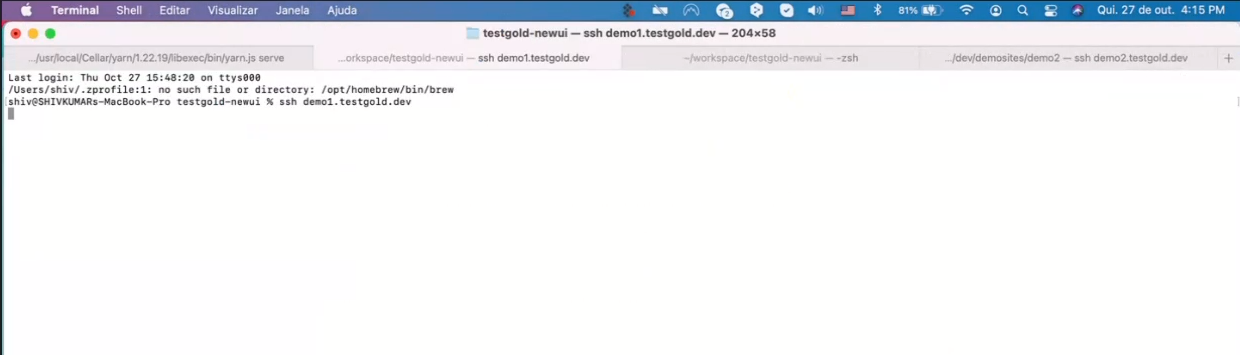 Terminal Shell Editar Visualizar Janela Ajuda 81% Qui. 27 de out. 4:15 PM
testgold-newui — ssh demo1.testgold.dev — 204×58
.../usr/local/Cellar/yarn/1.22.19/libexec/bin/yarn.js serve ...orkspace/testgold-newui — ssh demo1.testgold.dev ~/workspace/testgold-newui — -zsh .../dev/demosites/demo2 — ssh demo2.testgold.dev +
Last login: Thu Oct 27 15:48:20 on ttys000
/Users/shiv/.zprofile:1: no such file or directory: /opt/homebrew/bin/brew
shiv@SHIVKUMARs-MacBook-Pro testgold-newui % ssh demo1.testgold.dev